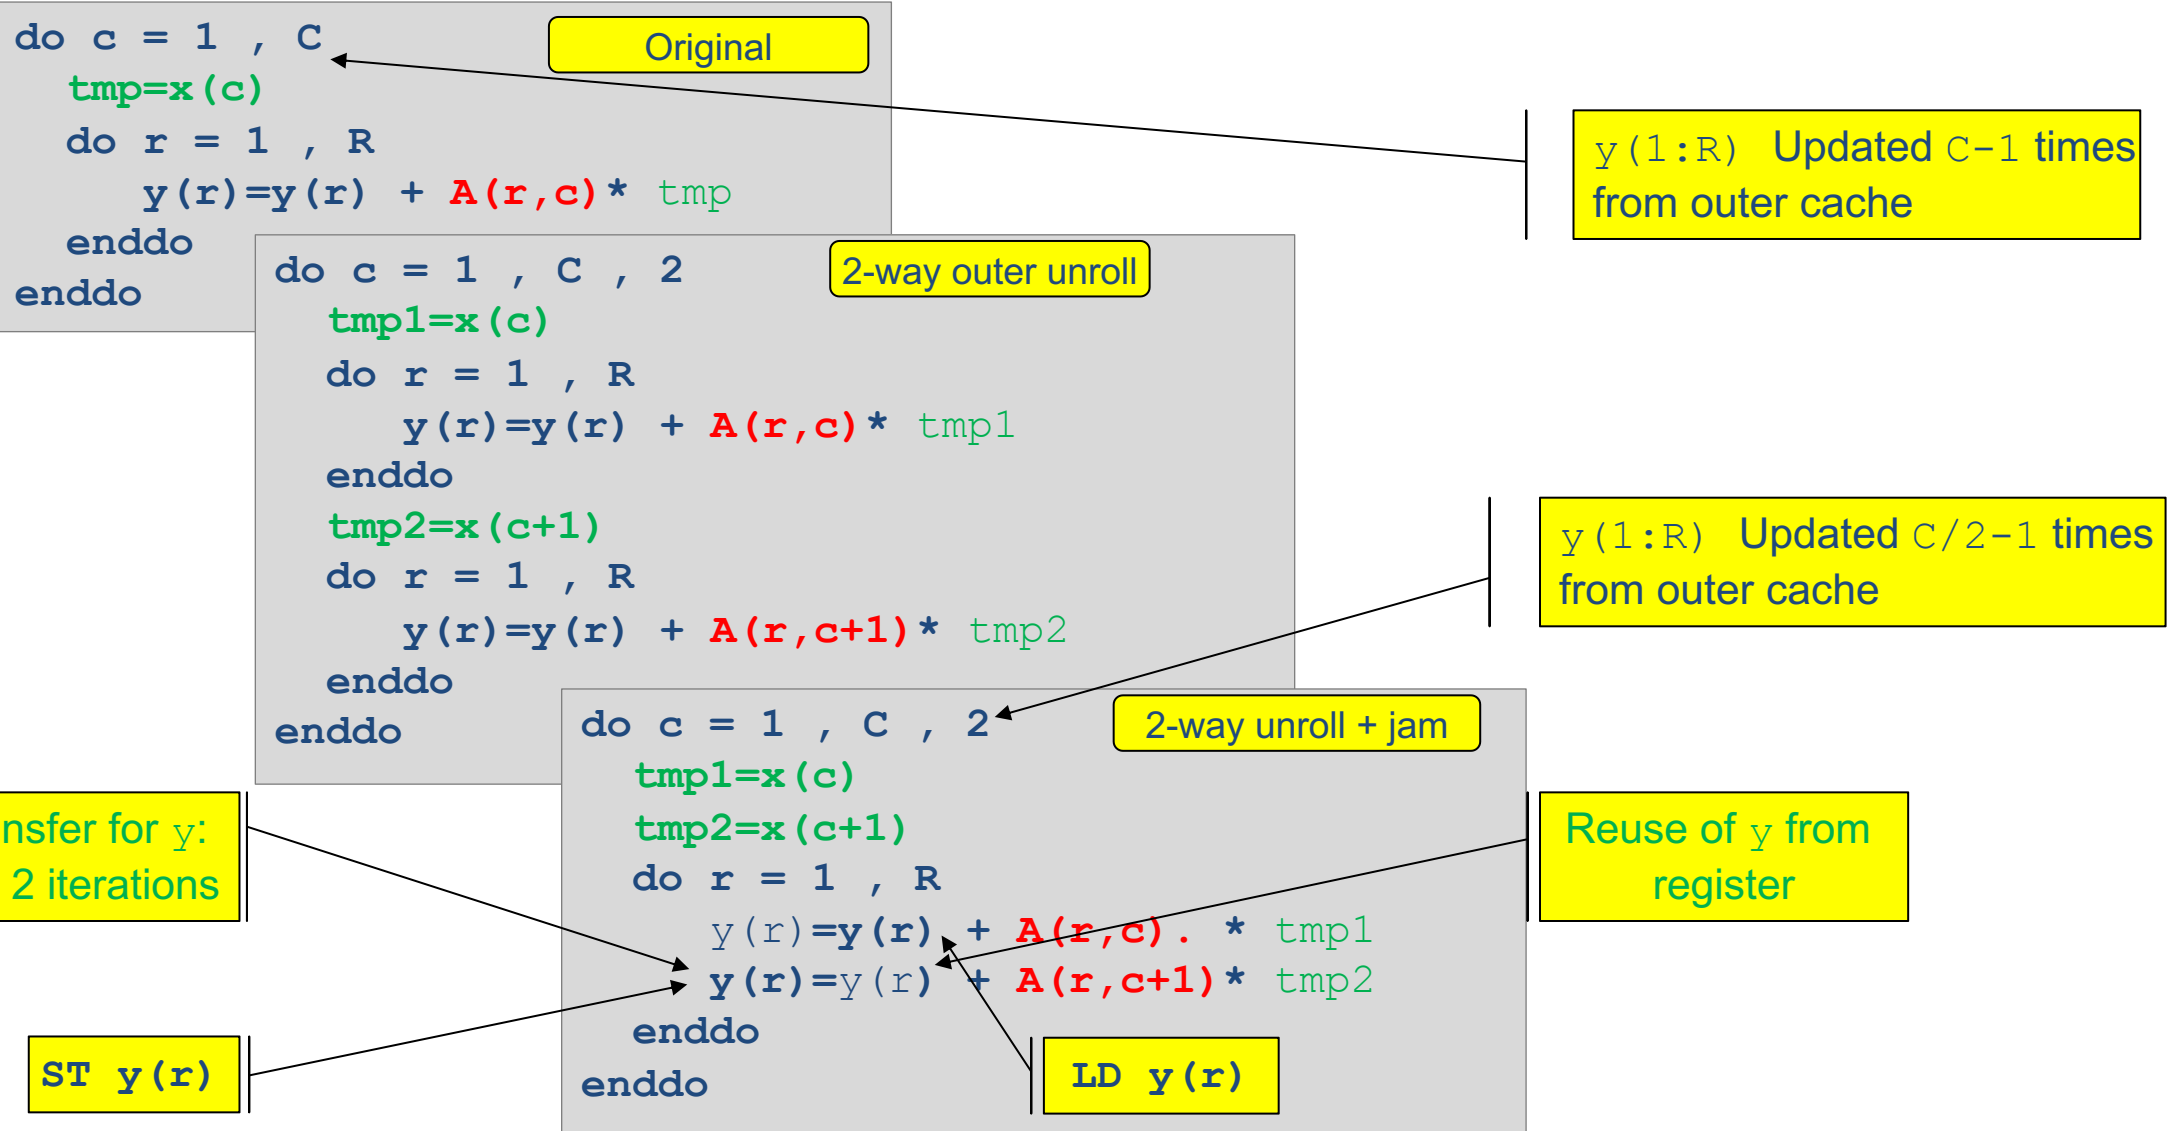 do c = 1 , C
tmp=x(c)
do r = 1 , R
y(r)=y(r) + A(r,c)* tmp
enddo
enddo
Original
y(1:R) Updated C-1 times
from outer cache
do c = 1 , C , 2
tmp1=x(c)
do r = 1 , R
y(r)=y(r) + A(r,c)* tmp1
enddo
tmp2=x(c+1)
do r = 1 , R
y(r)=y(r) + A(r,c+1)* tmp2
enddo
enddo
2-way outer unroll
y(1:R) Updated C/2-1 times
from outer cache
do c = 1 , C , 2
tmp1=x(c)
tmp2=x(c+1)
do r = 1 , R
y(r)=y(r) + A(r,c). * tmp1
y(r)=y(r) + A(r,c+1)* tmp2
enddo
enddo
2-way unroll + jam
nsfer for y:
2 iterations
Reuse of y from
register
ST y(r)
LD y(r)